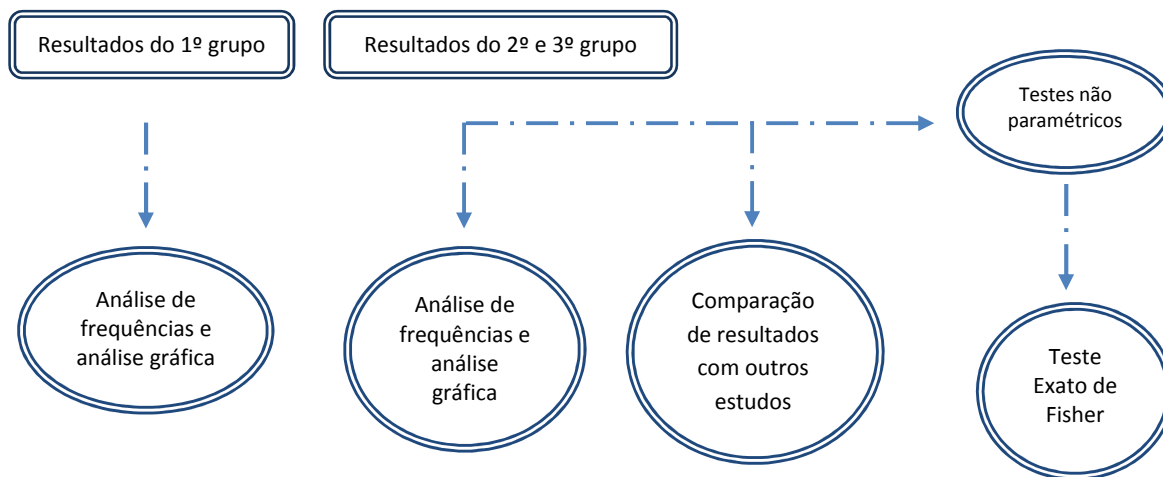 Resultados do 1º grupo
Resultados do 2º e 3º grupo
Testes não
paramétricos
Análise de
frequências e
análise gráfica
Análise de
frequências e
análise
gráfica
Comparação
de resultados
com outros
estudos
Teste
Exato de
Fisher